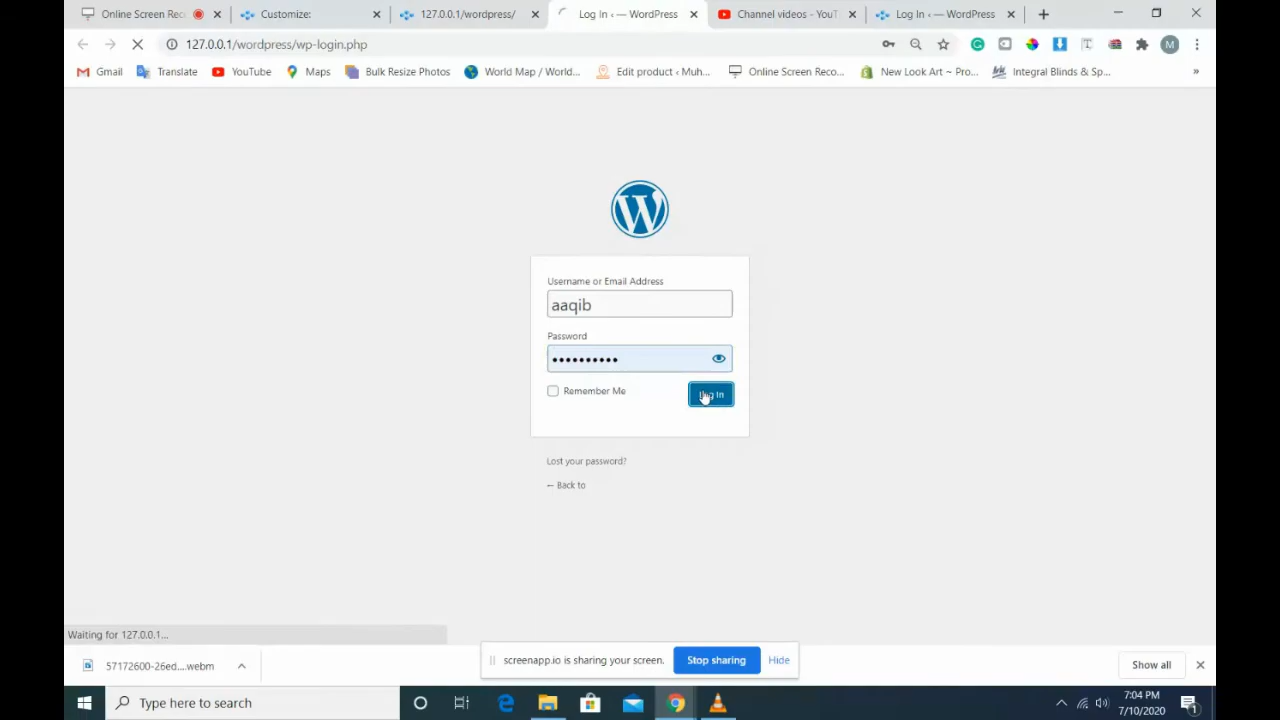 Online Screen Rec
Customize:
127.0.0.1/wordpress/
Log In ‹ — WordPress
Channel videos - YouT
Log In ‹ — WordPress
127.0.0.1/wordpress/wp-login.php
M
Gmail
Translate
YouTube
Maps
Bulk Resize Photos
World Map / World...
Edit product ‹ Muh...
Online Screen Reco...
New Look Art ~ Pro...
Integral Blinds & Sp...
»
Username or Email Address
aaqib
Password
••••••••••
Remember Me
Log In
Lost your password?
← Back to
Waiting for 127.0.0.1...
57172600-26ed....webm
screenapp.io is sharing your screen.
Stop sharing
Hide
Show all
Type here to search
7:04 PM
7/10/2020
1